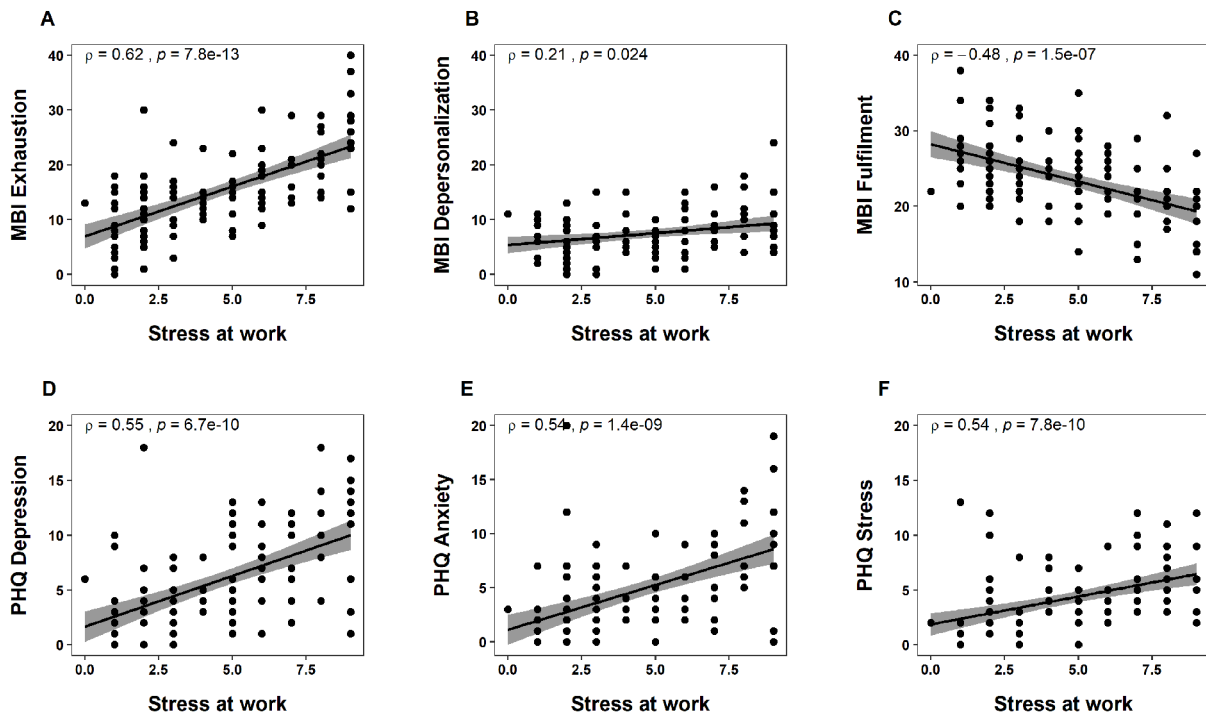 A
ρ = 0.62 , p = 7.8e-13
MBI Exhaustion
40
30
20
10
0
0.0 2.5 5.0 7.5
Stress at work
B
ρ = 0.21 , p = 0.024
MBI Depersonalization
40
30
20
10
0
0.0 2.5 5.0 7.5
Stress at work
C
ρ = −0.48 , p = 1.5e-07
MBI Fulfilment
40
30
20
10
0.0 2.5 5.0 7.5
Stress at work
D
ρ = 0.55 , p = 6.7e-10
PHQ Depression
20
15
10
5
0
0.0 2.5 5.0 7.5
Stress at work
E
ρ = 0.54 , p = 1.4e-09
PHQ Anxiety
20
15
10
5
0
0.0 2.5 5.0 7.5
Stress at work
F
ρ = 0.54 , p = 7.8e-10
PHQ Stress
20
15
10
5
0
0.0 2.5 5.0 7.5
Stress at work